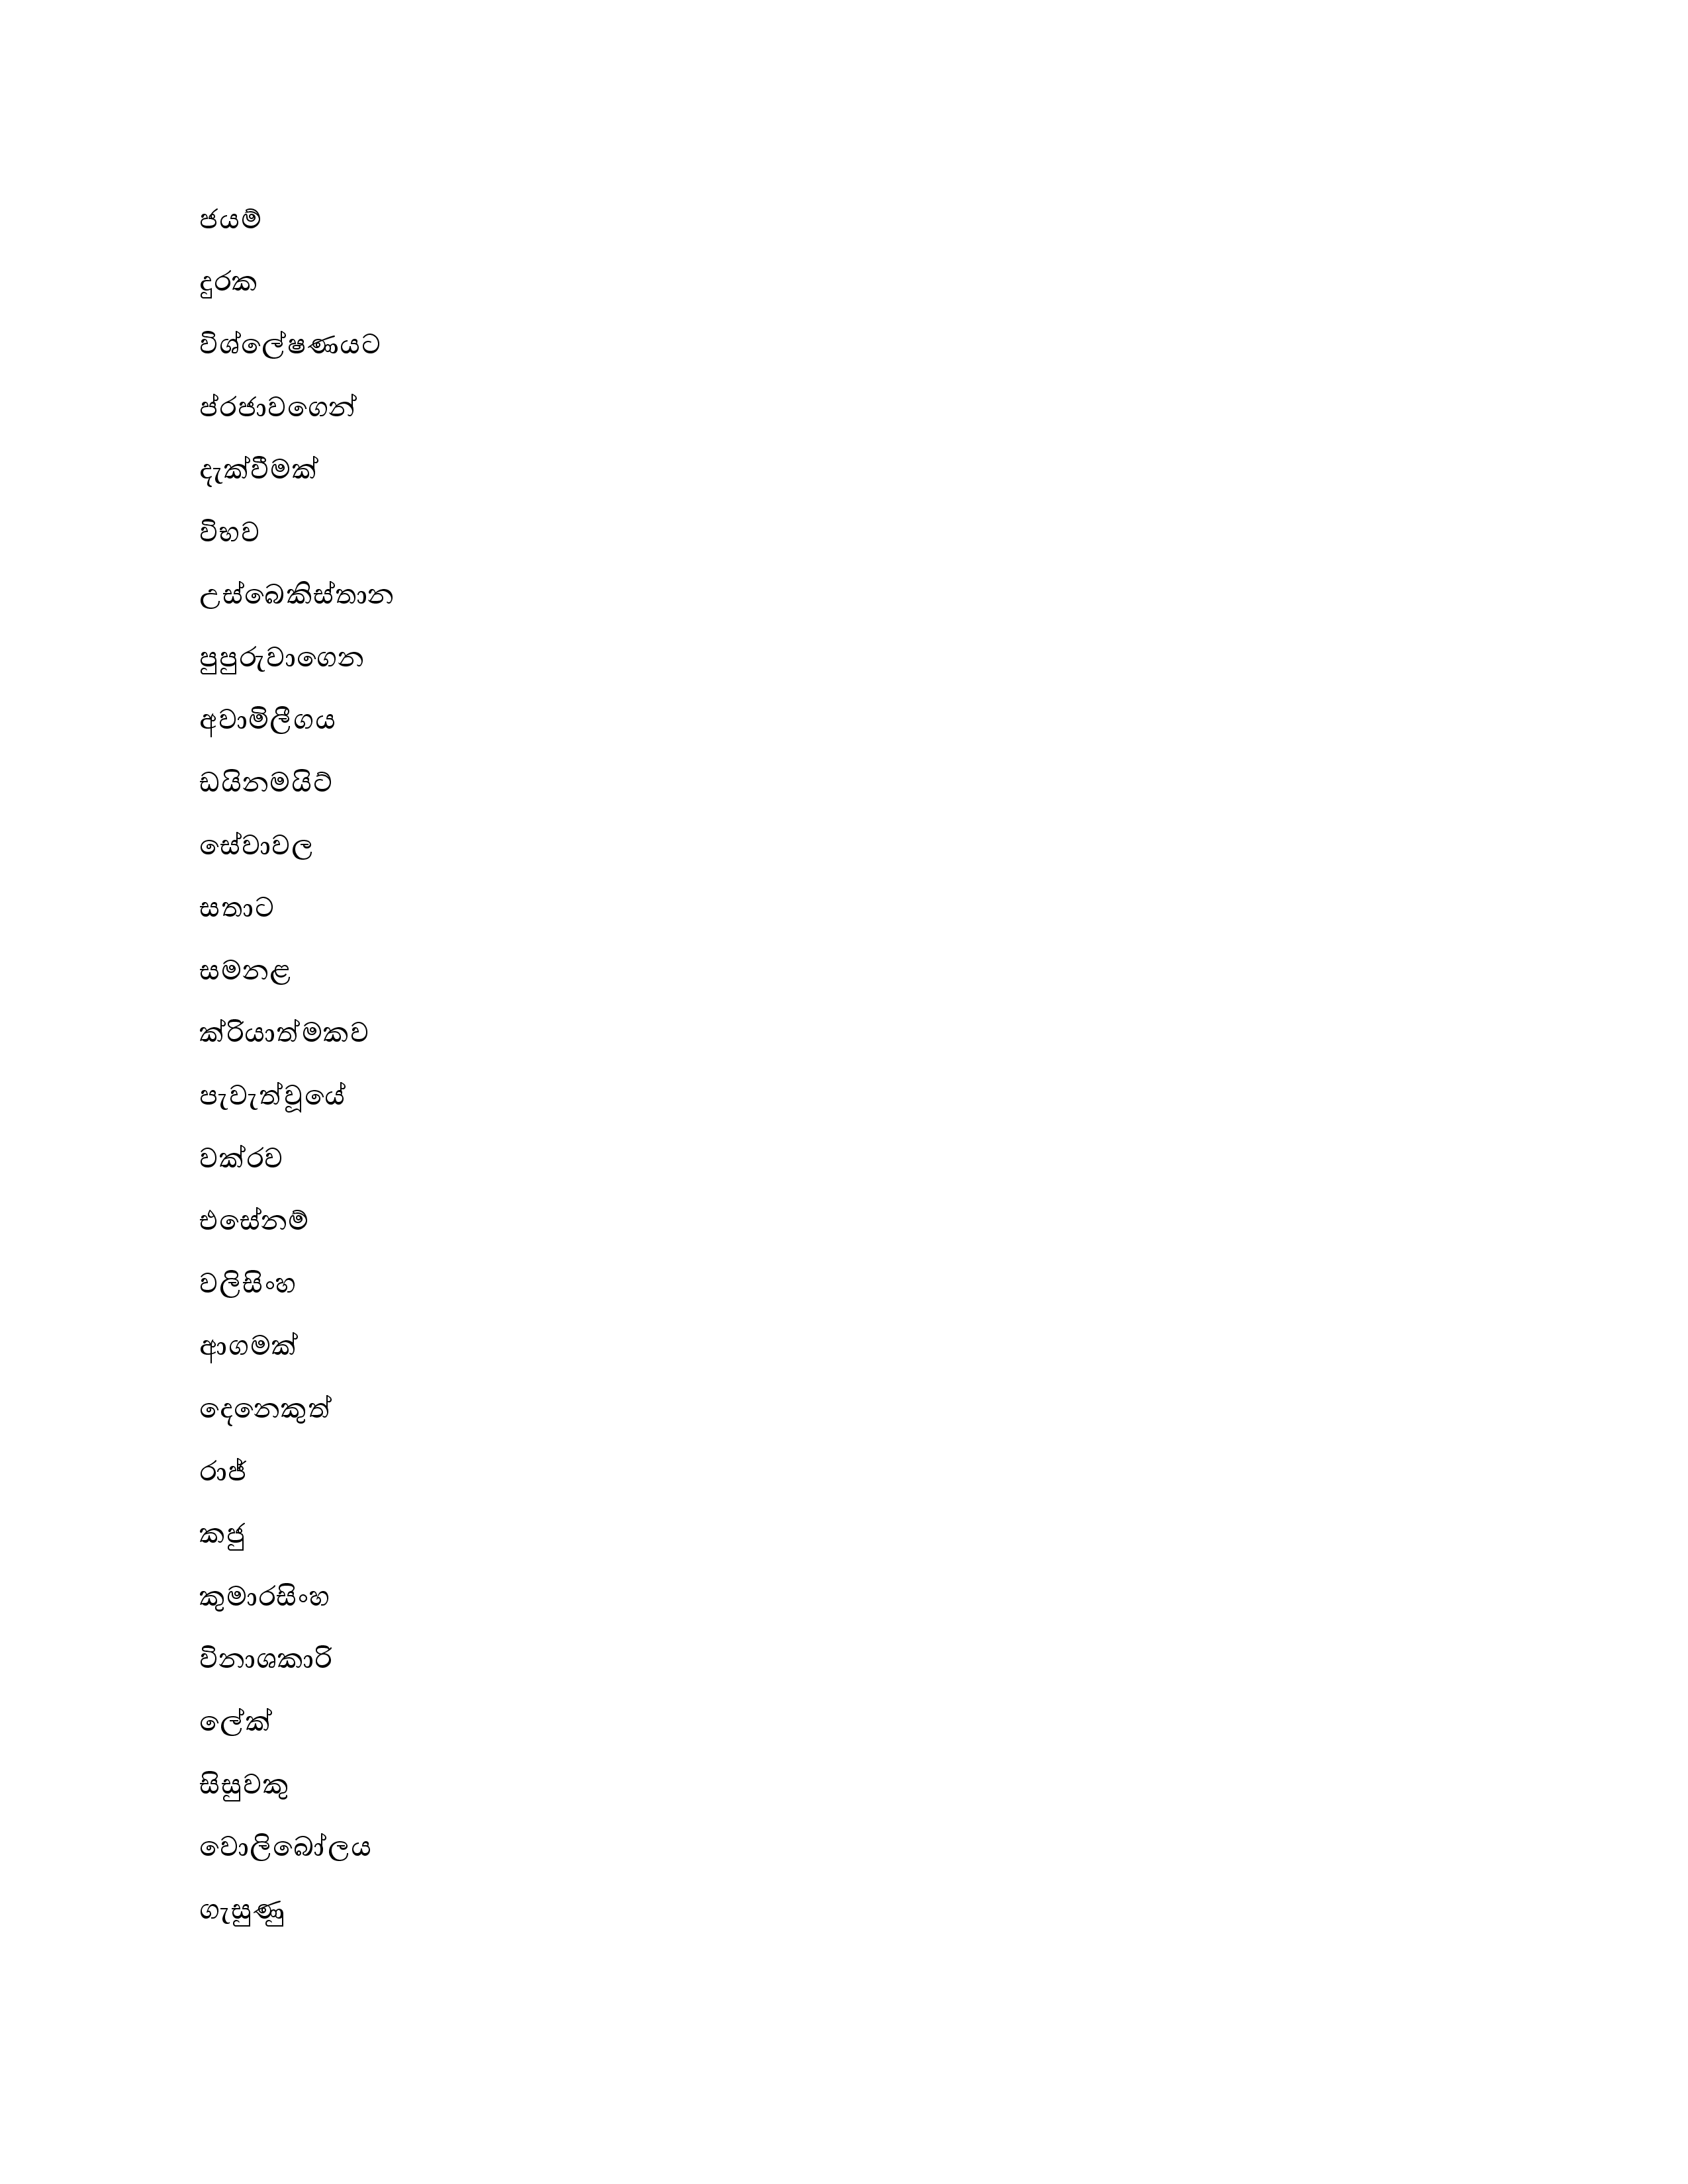 ජයම්
දුරක
විශ්ලේෂණයට
ප්රජාවගෙන්
දැක්වීමක්
විභව
උස්බෙකිස්තාන
පුපුරුවාගෙන
අවාමිලීගය
ඩයිනමයිට්
සේවාවල
සතාට
සමනළ
ක්රියාත්මකව
පැවැත්වූයේ
වක්රව
එසේනම්
වලිසිංහ
ආගමක්
දෙනෙකුත්
රාජ්
කජු
කුමාරසිංහ
විනාශකාරි
ලේක්
සිසුවකු
වොලිබෝලය
ගැසුණු